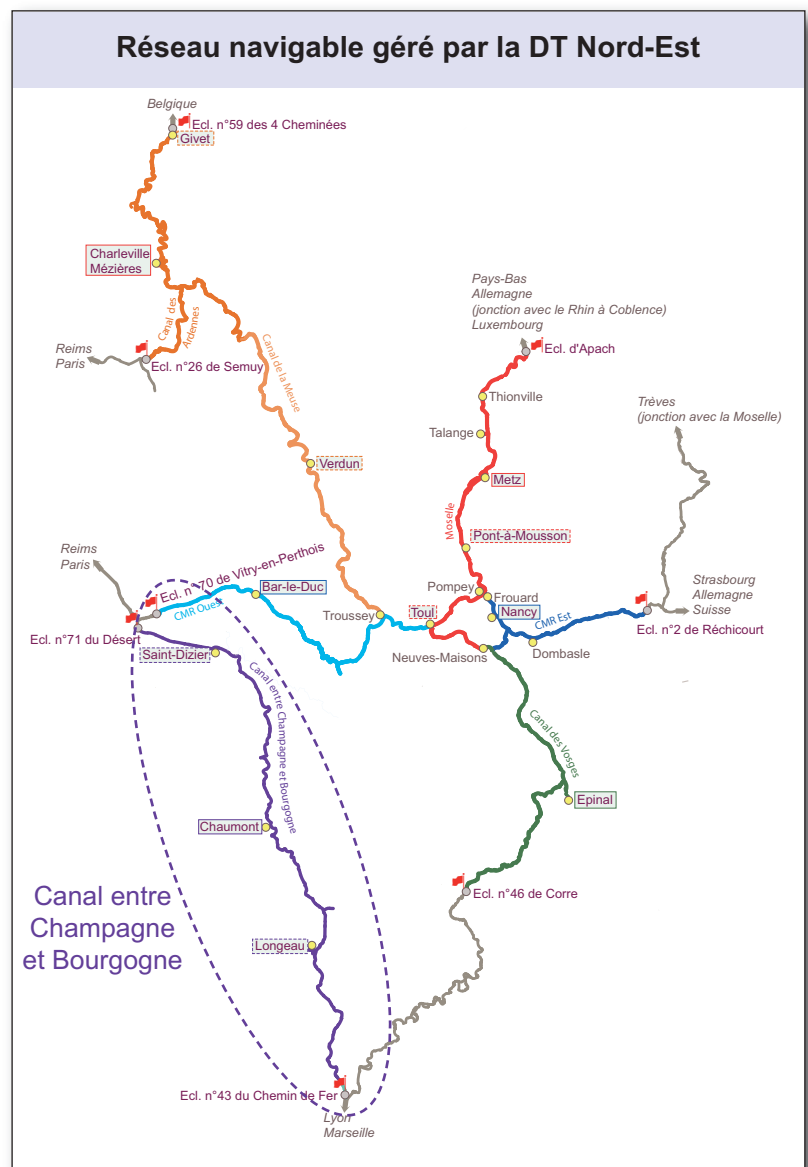 Réseau navigable géré par la DT Nord-Est
Belgique
Ecl. n°59 des 4 Cheminées
Givet
Charleville
Mézières
Canal des
Ardennes
Reims
Paris
Ecl. n°26 de Semuy
Canal de la Meuse
Verdun
Pays-Bas
Allemagne
(jonction avec le Rhin à Coblence)
Luxembourg
Ecl. d'Apach
Thionville
Talange
Metz
Moselle
Pont-à-Mousson
Trèves
(jonction avec la Moselle)
Reims
Paris
Ecl. n°70 de Vitry-en-Perthois
Bar-le-Duc
CMR Ouest
Ecl. n°71 du Désert
Troussey
Toul
Pompey
Frouard
Nancy
CMR Est
Strasbourg
Allemagne
Suisse
Ecl. n°2 de Réchicourt
Neuves-Maisons
Dombasle
Saint-Dizier
Canal entre Champagne et Bourgogne
Canal des Vosges
Chaumont
Epinal
Canal entre
Champagne
et Bourgogne
Ecl. n°46 de Corre
Longeau
Ecl. n°43 du Chemin de Fer
Lyon
Marseille